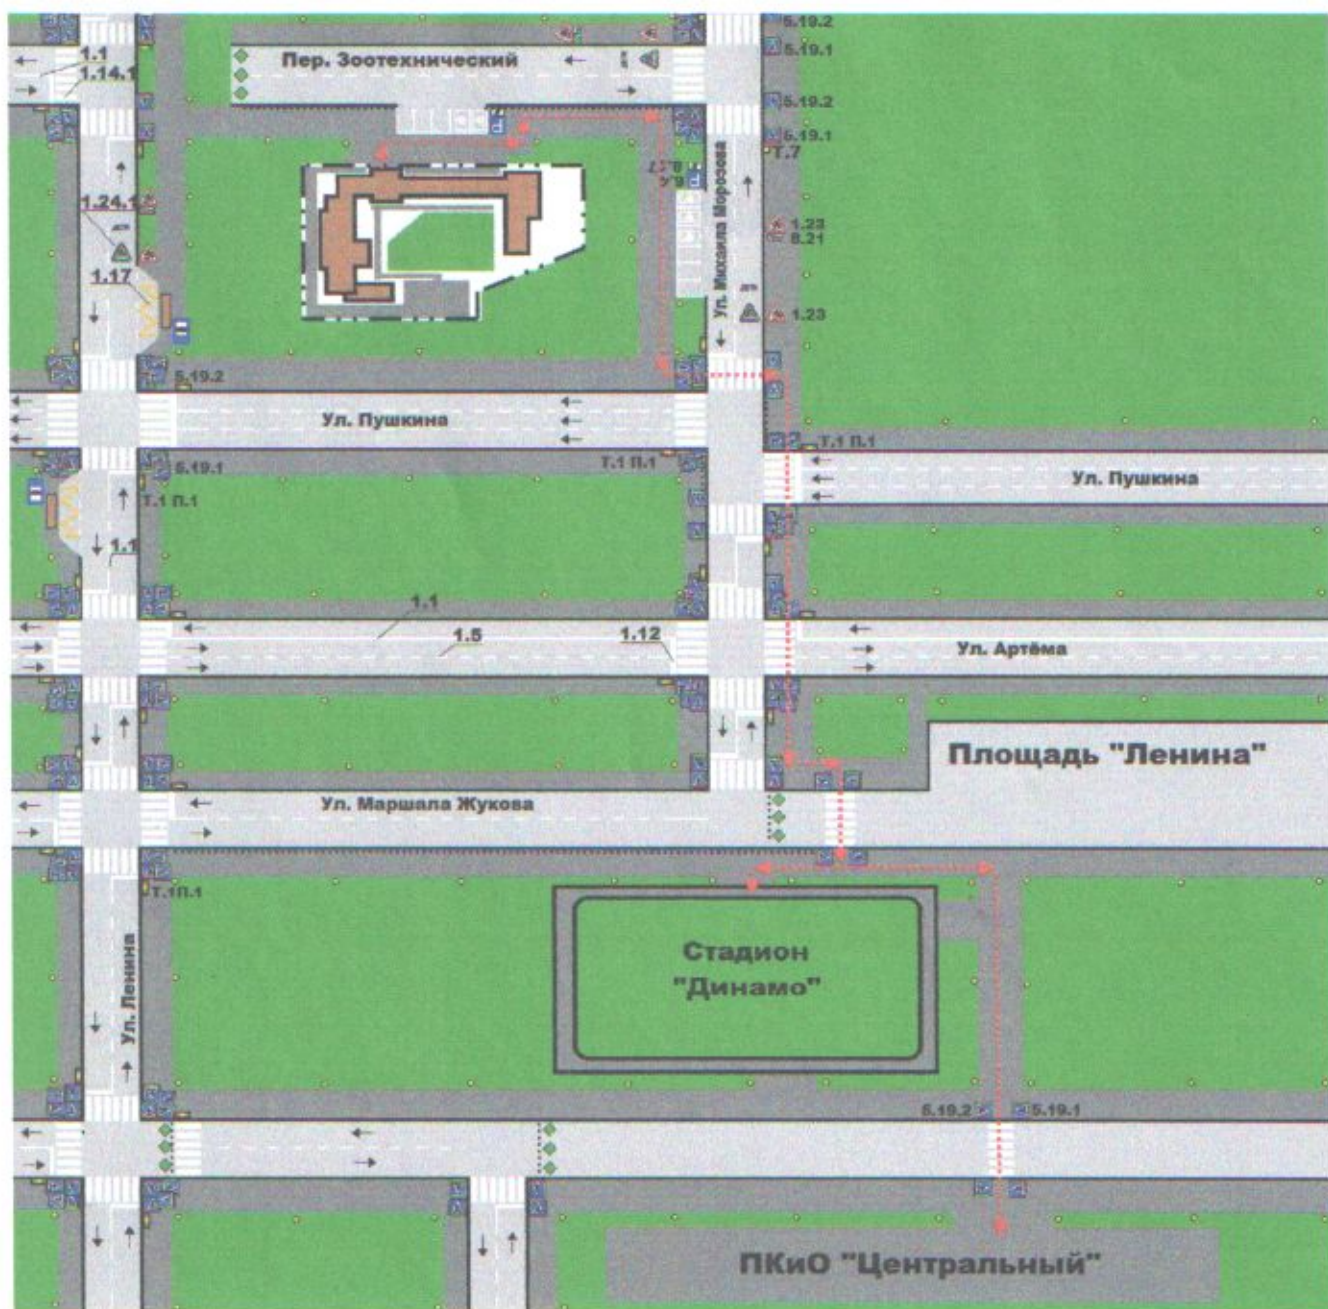 5.19.2
1.1
Пер. Зоотехнический
5.19.1
1.14.1
5.19.2
5.19.1
Т.7
8.17
6.4
1.24.1
Ул. Михаила Морозова
1.23
8.21
1.17
1.23
5.19.2
Ул. Пушкина
Т.1 П.1
5.19.1
Т.1 П.1
Ул. Пушкина
Т.1 П.1
1.1
1.1
1.5
1.12
Ул. Артёма
Площадь "Ленина"
Ул. Маршала Жукова
Т.1П.1
Ул. Ленина
Стадион
"Динамо"
5.19.2
5.19.1
ПКиО "Центральный"